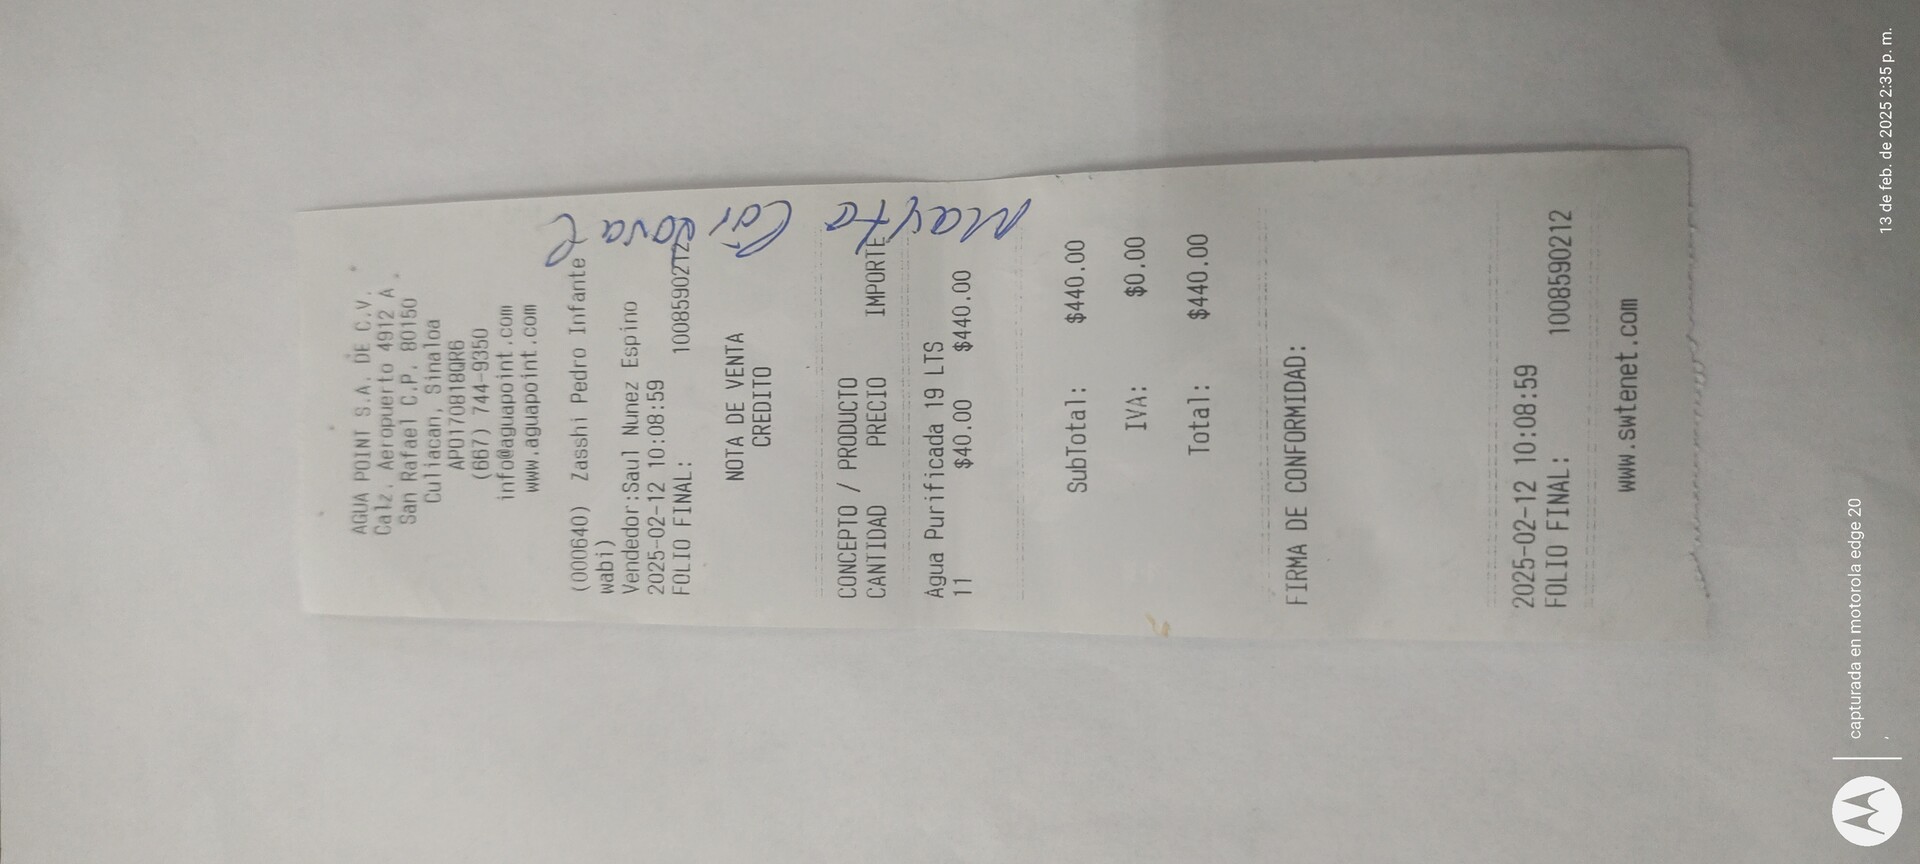 AGUA POINT S.A. DE C.V.
Calz. Aeropuerto 4912 A.
San Rafael C.P. 80150
Culiacan, Sinaloa
APO170818QR6
(667) 744-9350
info@aguapoint.com
www.aguapoint.com
(000640) Zasshi Pedro Infante
wabi)
Vendedor:Saul Nunez Espino
2025-02-12 10:08:59
FOLIO FINAL: 1008590212
NOTA DE VENTA
CREDITO
CONCEPTO / PRODUCTO
CANTIDAD PRECIO IMPORTE
Agua Purificada 19 LTS
11 $40.00 $440.00
SubTotal: $440.00
IVA: $0.00
Total: $440.00
FIRMA DE CONFORMIDAD:
2025-02-12 10:08:59
FOLIO FINAL: 1008590212
www.swtenet.com
Mayta
capturada en motorola edge 20
13 de feb. de 2025 2:35 p. m.